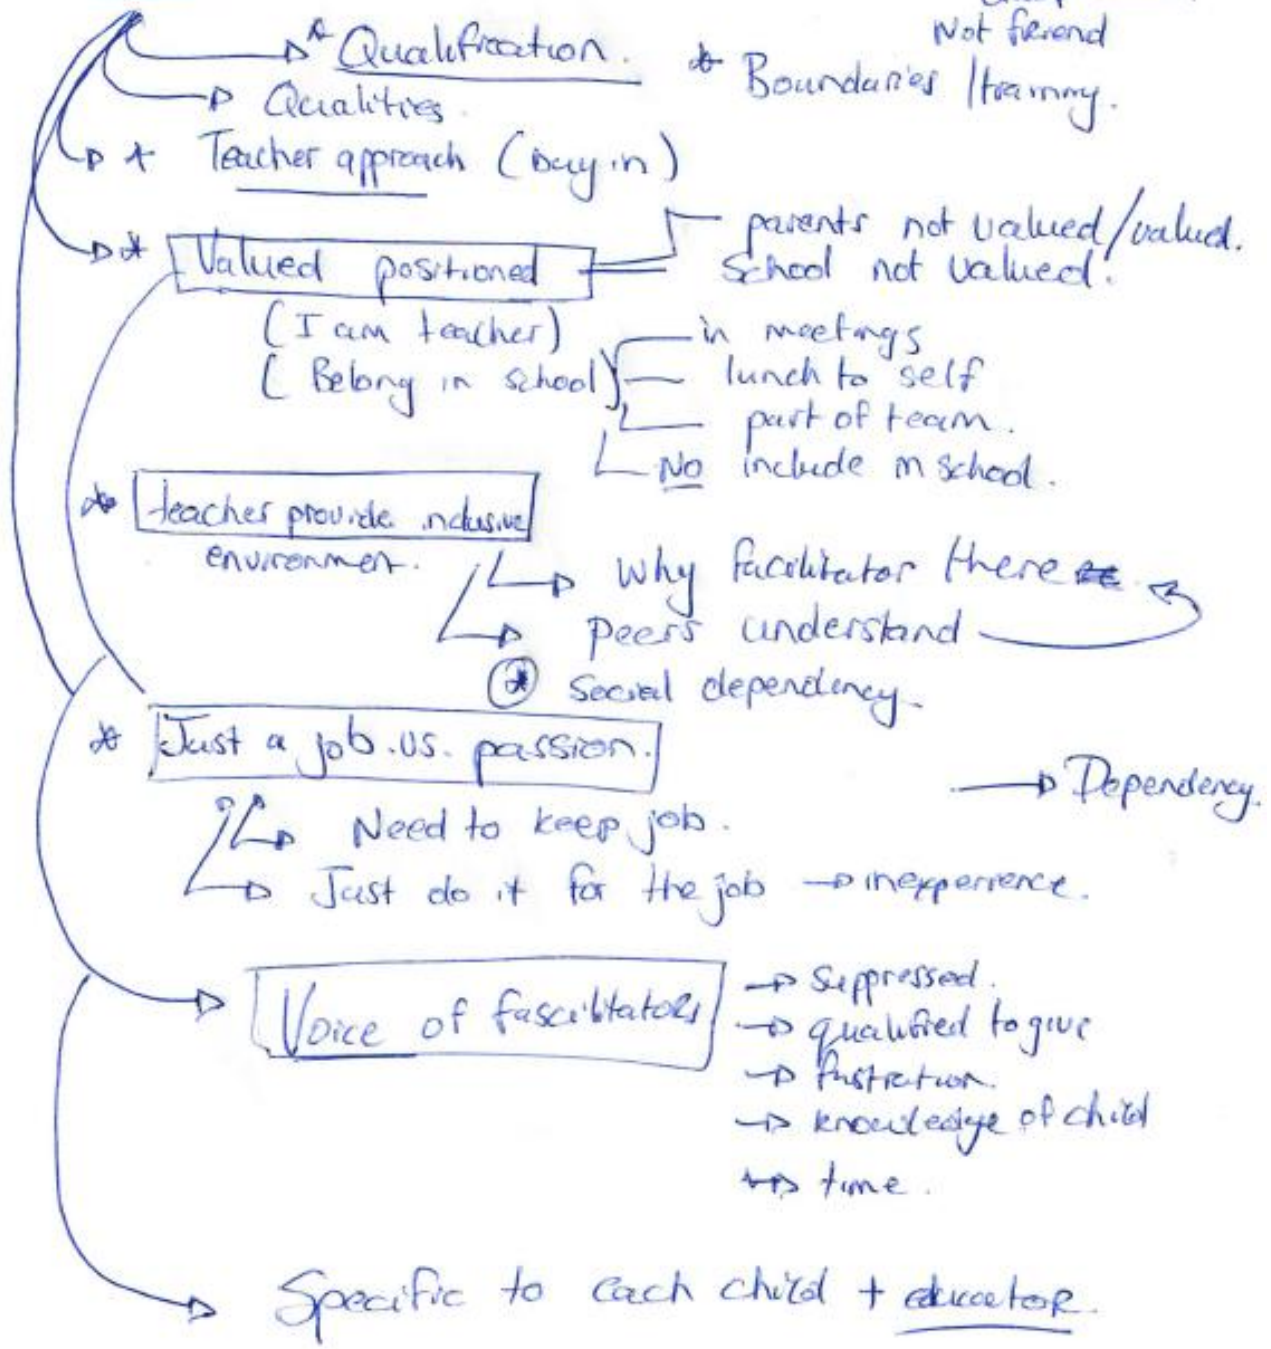 Not friend
* Qualification.
* Boundaries / training.
Qualities.
* Teacher approach (buy in)
parents not valued/valued.
* Valued positioned
School not valued.
(I am teacher)
in meetings
(Belong in school)
lunch to self
part of team.
No include in school.
* teacher provide inclusive
environment.
Why facilitator there
peers understand
* Social dependency.
* Just a job .vs. passion.
Dependency.
Need to keep job.
Just do it for the job → inexperience.
→ Suppressed.
Voice of fascilitators
→ qualified to give
→ frustration.
→ knowledge of child
→ time.
Specific to each child + educator.